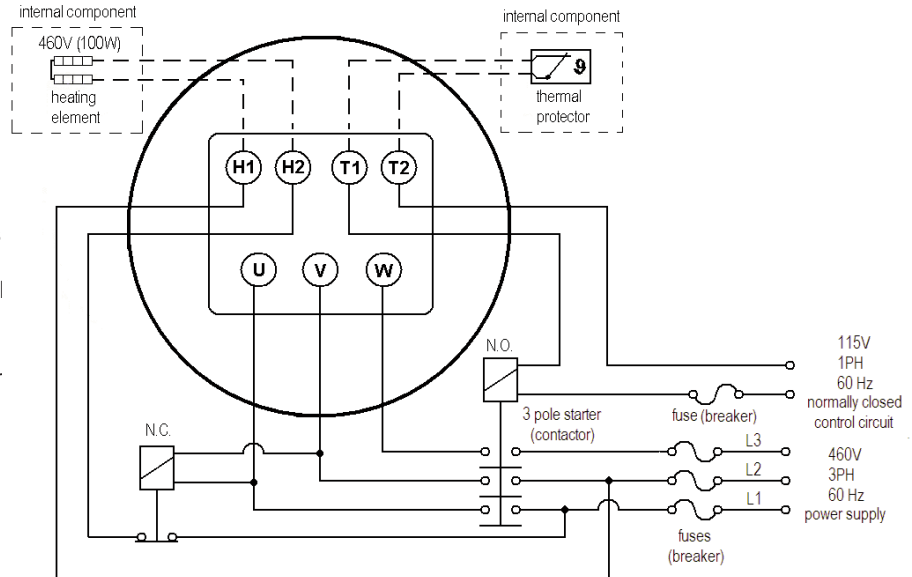 internal component
460V (100W)
heating
element
internal component
ϑ
thermal
protector
H1
H2
T1
T2
U
V
W
N.O.
115V
1PH
60 Hz
normally closed
control circuit
3 pole starter
(contactor)
fuse (breaker)
N.C.
L3
L2
L1
460V
3PH
60 Hz
power supply
fuses
(breaker)